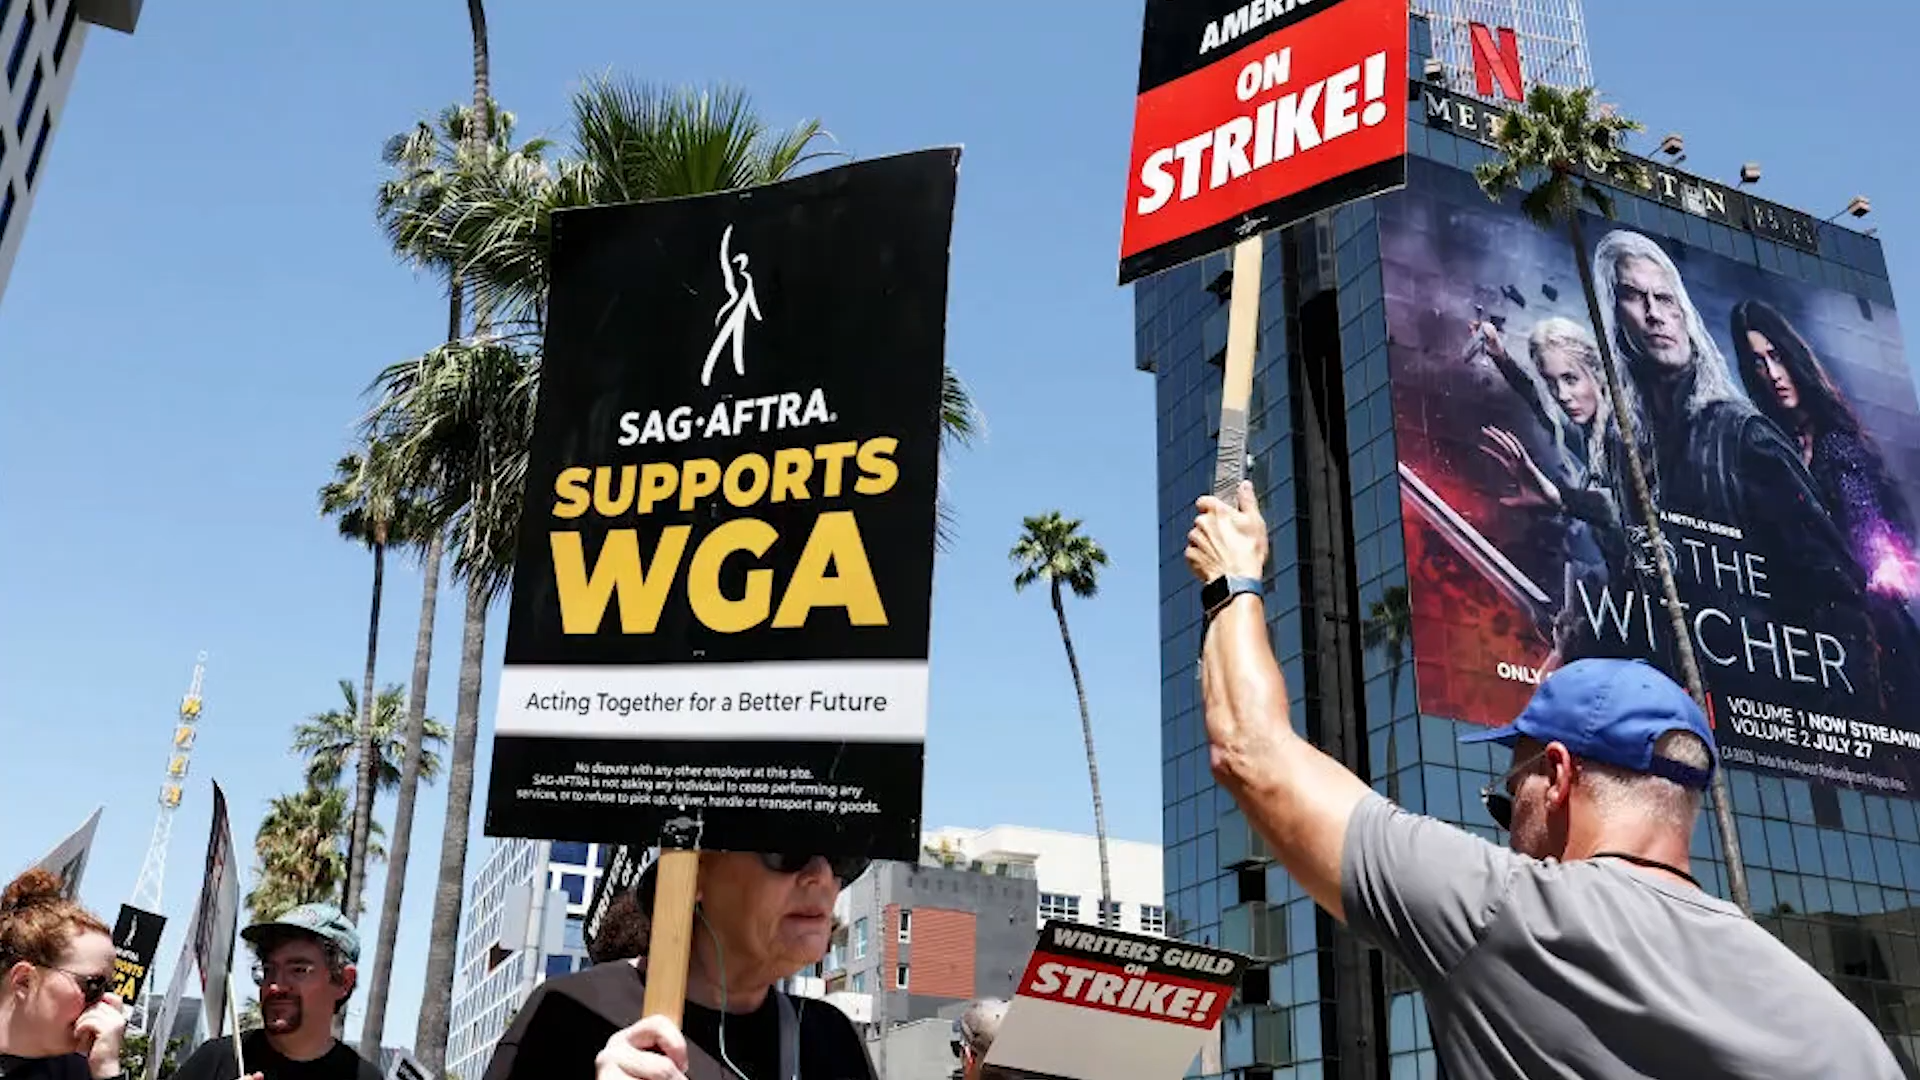 ON
STRIKE!
N
SAG·AFTRA.
SUPPORTS
WGA
Acting Together for a Better Future
No dispute with any other employer at this site.
SAG-AFTRA is not asking any individual to cease performing any
services, or to refuse to pick up, deliver, handle or transport any goods.
A NETFLIX SERIES
THE
WITCHER
ONLY
VOLUME 1 NOW STREAMIN
VOLUME 2 JULY 27
WRITERS GUILD
ON
STRIKE!